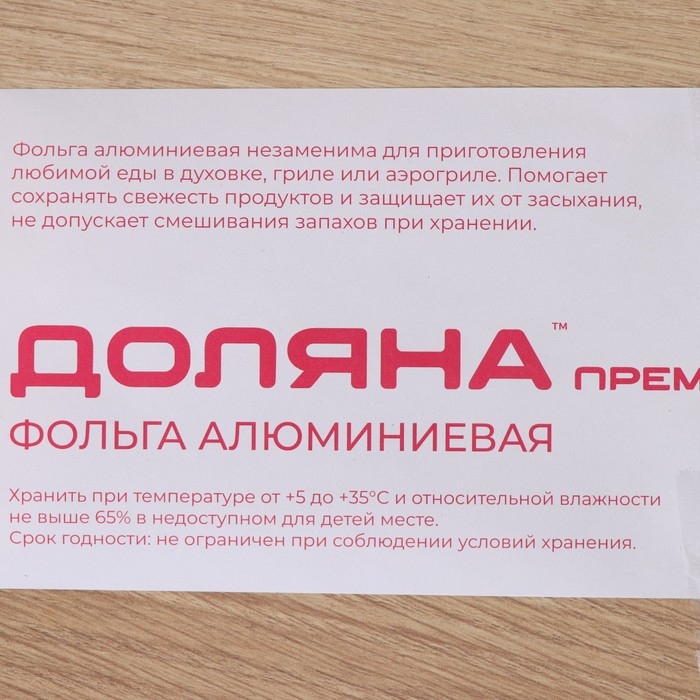 Фольга алюминиевая незаменима для приготовления
любимой еды в духовке, гриле или аэрогриле. Помогает
сохранять свежесть продуктов и защищает их от засыхания,
не допускает смешивания запахов при хранении.
ДОЛЯНА™ ПРЕМ
ФОЛЬГА АЛЮМИНИЕВАЯ
Хранить при температуре от +5 до +35°С и относительной влажности
не выше 65% в недоступном для детей месте.
Срок годности: не ограничен при соблюдении условий хранения.